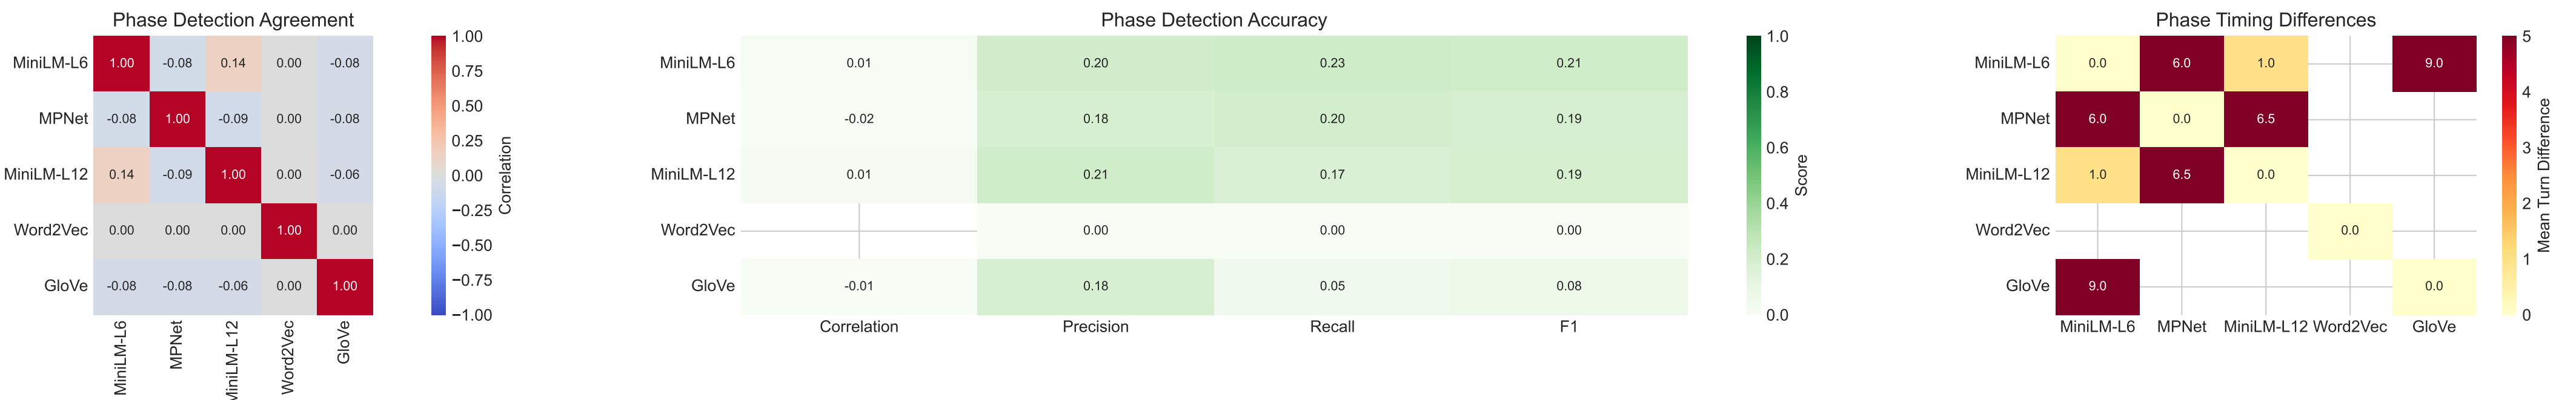 Phase Detection Agreement
MiniLM-L6 1.00 -0.08 0.14 0.00 -0.08
MPNet -0.08 1.00 -0.09 0.00 -0.08
MiniLM-L12 0.14 -0.09 1.00 0.00 -0.06
Word2Vec 0.00 0.00 0.00 1.00 0.00
GloVe -0.08 -0.08 -0.06 0.00 1.00
MiniLM-L6 MPNet MiniLM-L12 Word2Vec GloVe
1.00
0.75
0.50
0.25
0.00
−0.25
−0.50
−0.75
−1.00
Correlation
Phase Detection Accuracy
MiniLM-L6 0.01 0.20 0.23 0.21
MPNet -0.02 0.18 0.20 0.19
MiniLM-L12 0.01 0.21 0.17 0.19
Word2Vec 0.00 0.00 0.00
GloVe -0.01 0.18 0.05 0.08
Correlation Precision Recall F1
1.0
0.8
0.6
0.4
0.2
0.0
Score
Phase Timing Differences
MiniLM-L6 0.0 6.0 1.0 9.0
MPNet 6.0 0.0 6.5
MiniLM-L12 1.0 6.5 0.0
Word2Vec 0.0
GloVe 9.0 0.0
MiniLM-L6 MPNet MiniLM-L12 Word2Vec GloVe
5
4
3
2
1
0
Mean Turn Difference